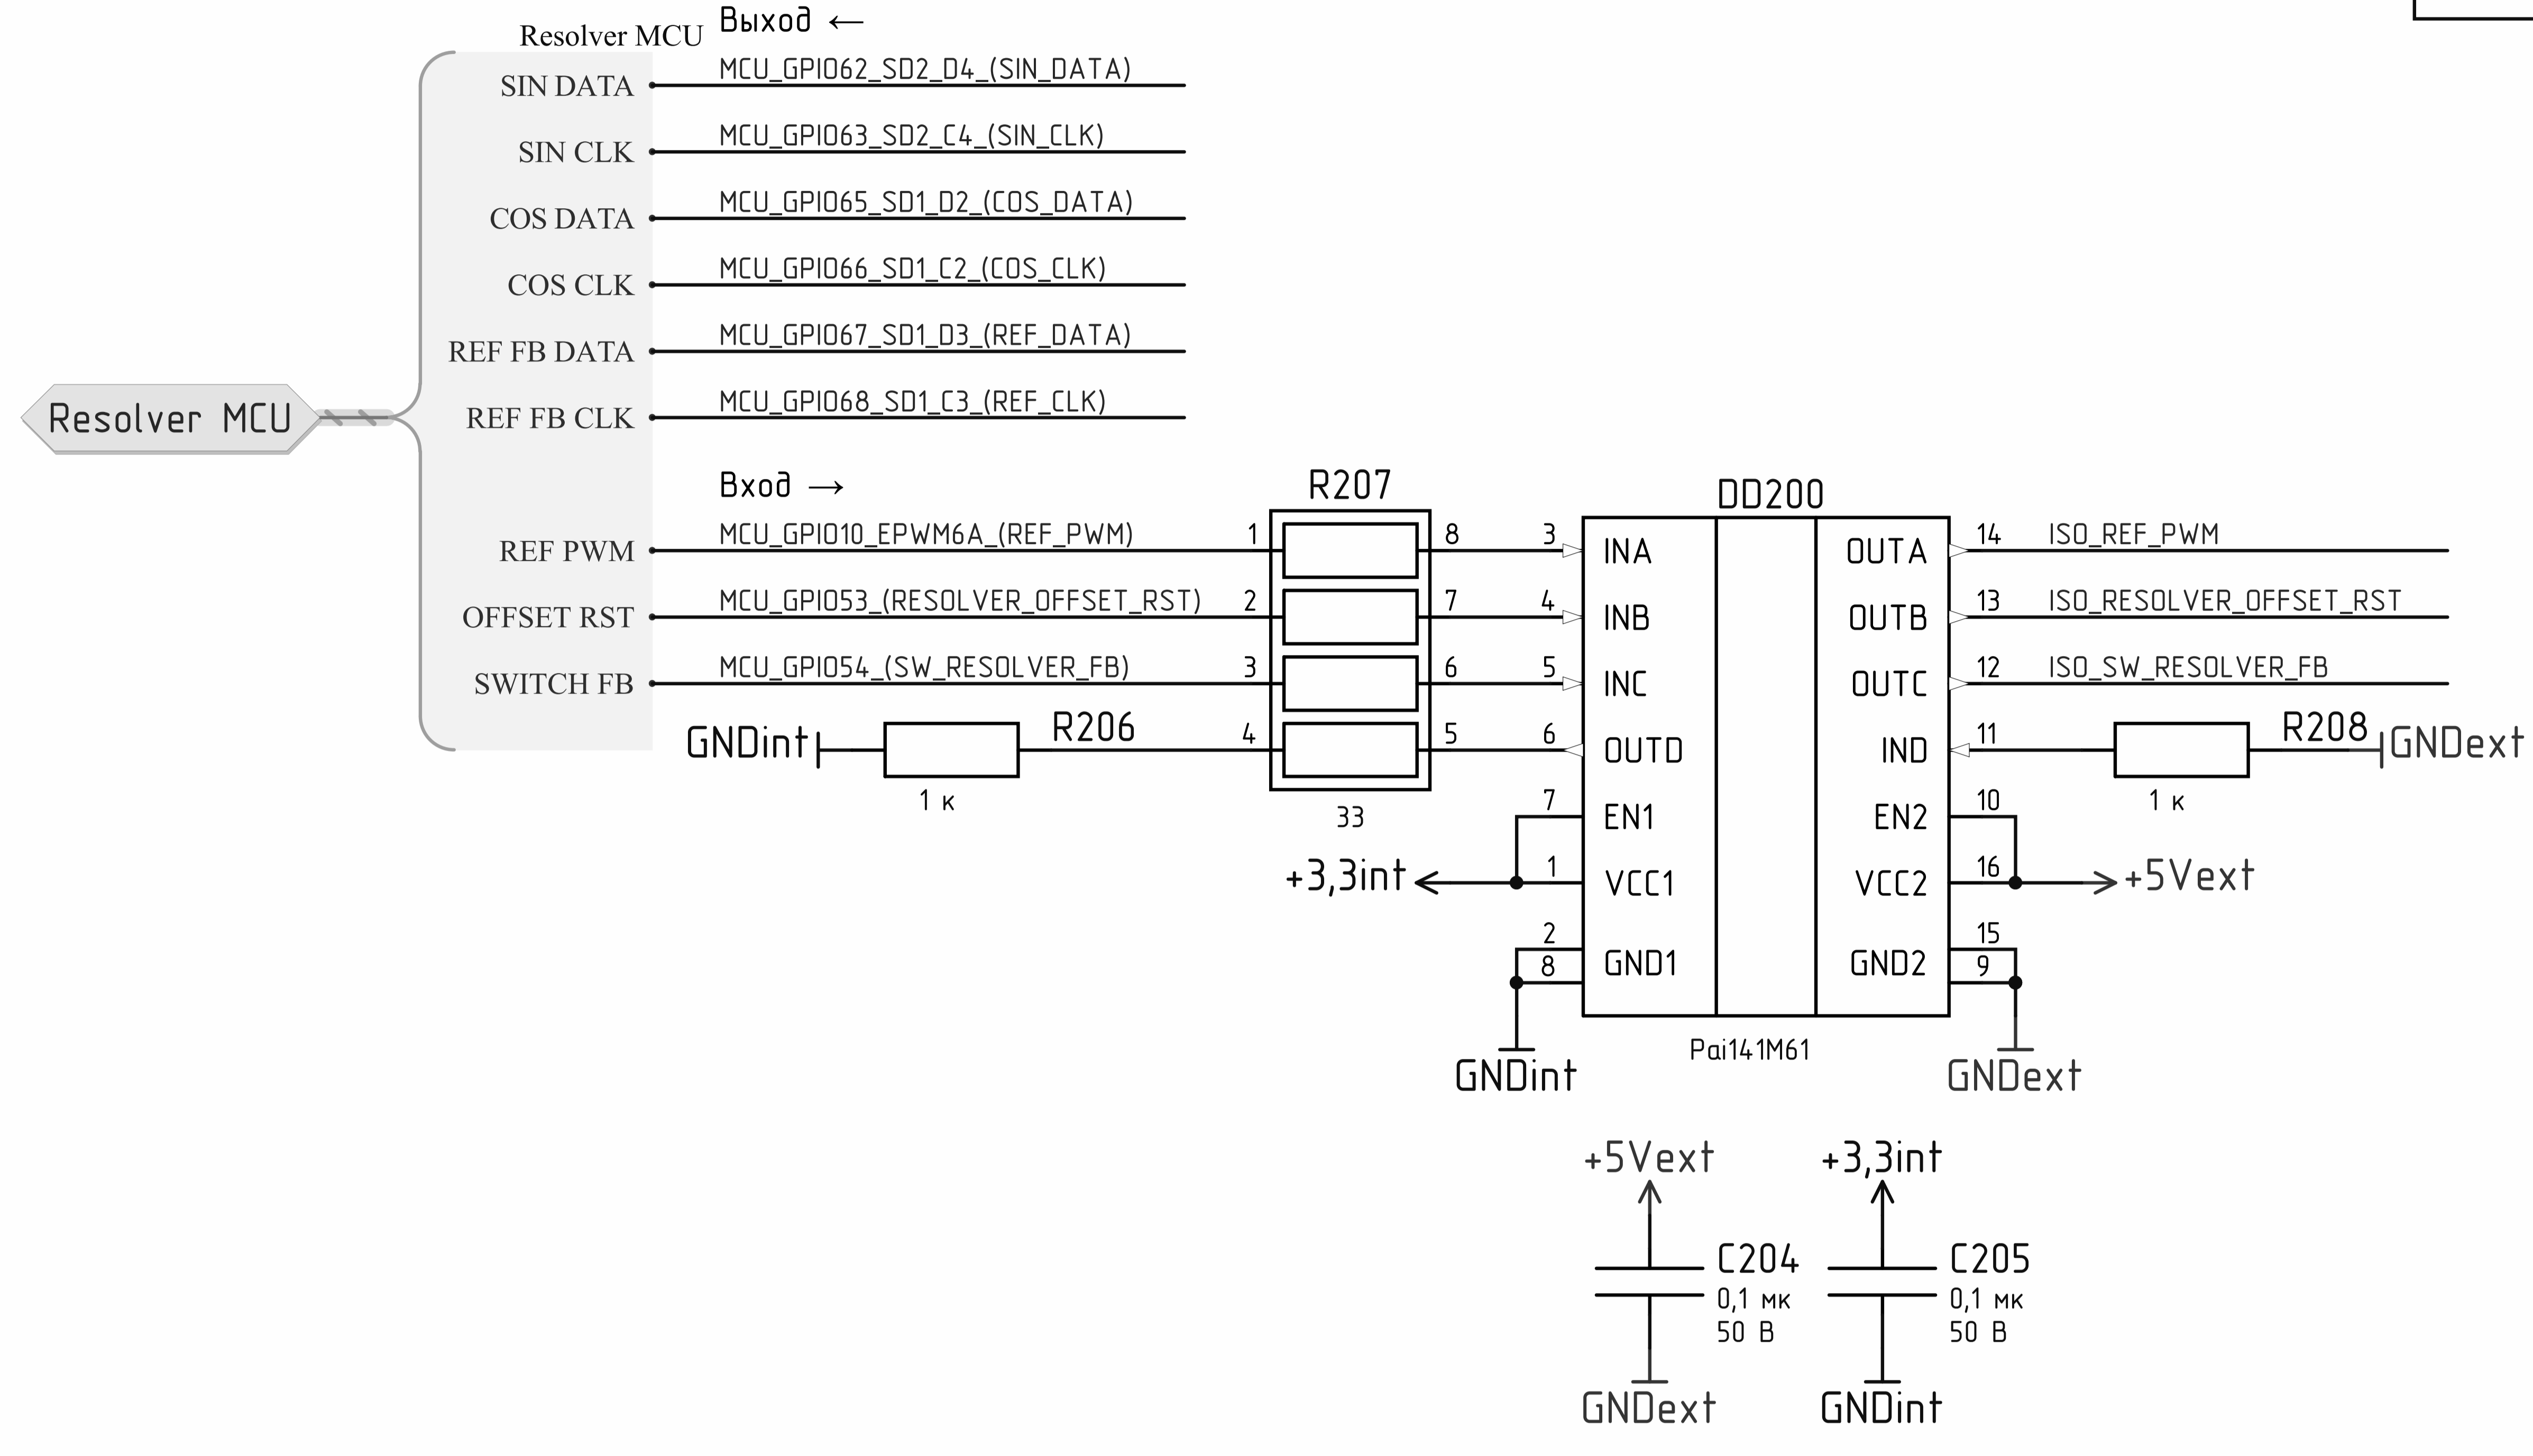 Resolver MCU
Выход ←
SIN DATA
MCU_GPIO62_SD2_D4_(SIN_DATA)
SIN CLK
MCU_GPIO63_SD2_C4_(SIN_CLK)
COS DATA
MCU_GPIO65_SD1_D2_(COS_DATA)
COS CLK
MCU_GPIO66_SD1_C2_(COS_CLK)
REF FB DATA
MCU_GPIO67_SD1_D3_(REF_DATA)
REF FB CLK
MCU_GPIO68_SD1_C3_(REF_CLK)
Resolver MCU
Вход →
REF PWM
MCU_GPIO10_EPWM6A_(REF_PWM)
OFFSET RST
MCU_GPIO53_(RESOLVER_OFFSET_RST)
SWITCH FB
MCU_GPIO54_(SW_RESOLVER_FB)
GNDint
R206
1 к
R207
1 8
2 7
3 6
4 5
33
DD200
3 INA OUTA 14 ISO_REF_PWM
4 INB OUTB 13 ISO_RESOLVER_OFFSET_RST
5 INC OUTC 12 ISO_SW_RESOLVER_FB
6 OUTD IND 11
R208
1 к
GNDext
7 EN1 EN2 10
+3,3int 1 VCC1 VCC2 16 +5Vext
2 15
GND1 GND2
8 9
Pai141M61
GNDint
GNDext
+5Vext
C204
0,1 мк
50 В
GNDext
+3,3int
C205
0,1 мк
50 В
GNDint